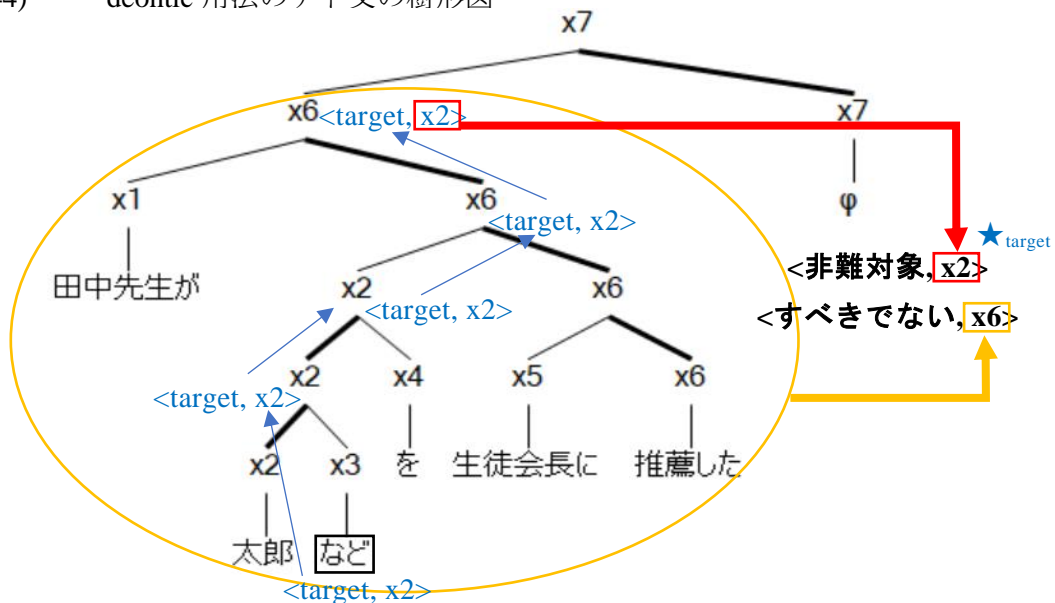 deontic 用法のナド文の樹形図
x7
x6 <target, x2> x7
x1 x6 φ
<target, x2> ★target
田中先生が x2 x6 <非難対象, x2>
<target, x2> <すべきでない, x6>
x2 x4 x5 x6
<target, x2>
x2 x3 を 生徒会長に 推薦した
太郎 など
<target, x2>